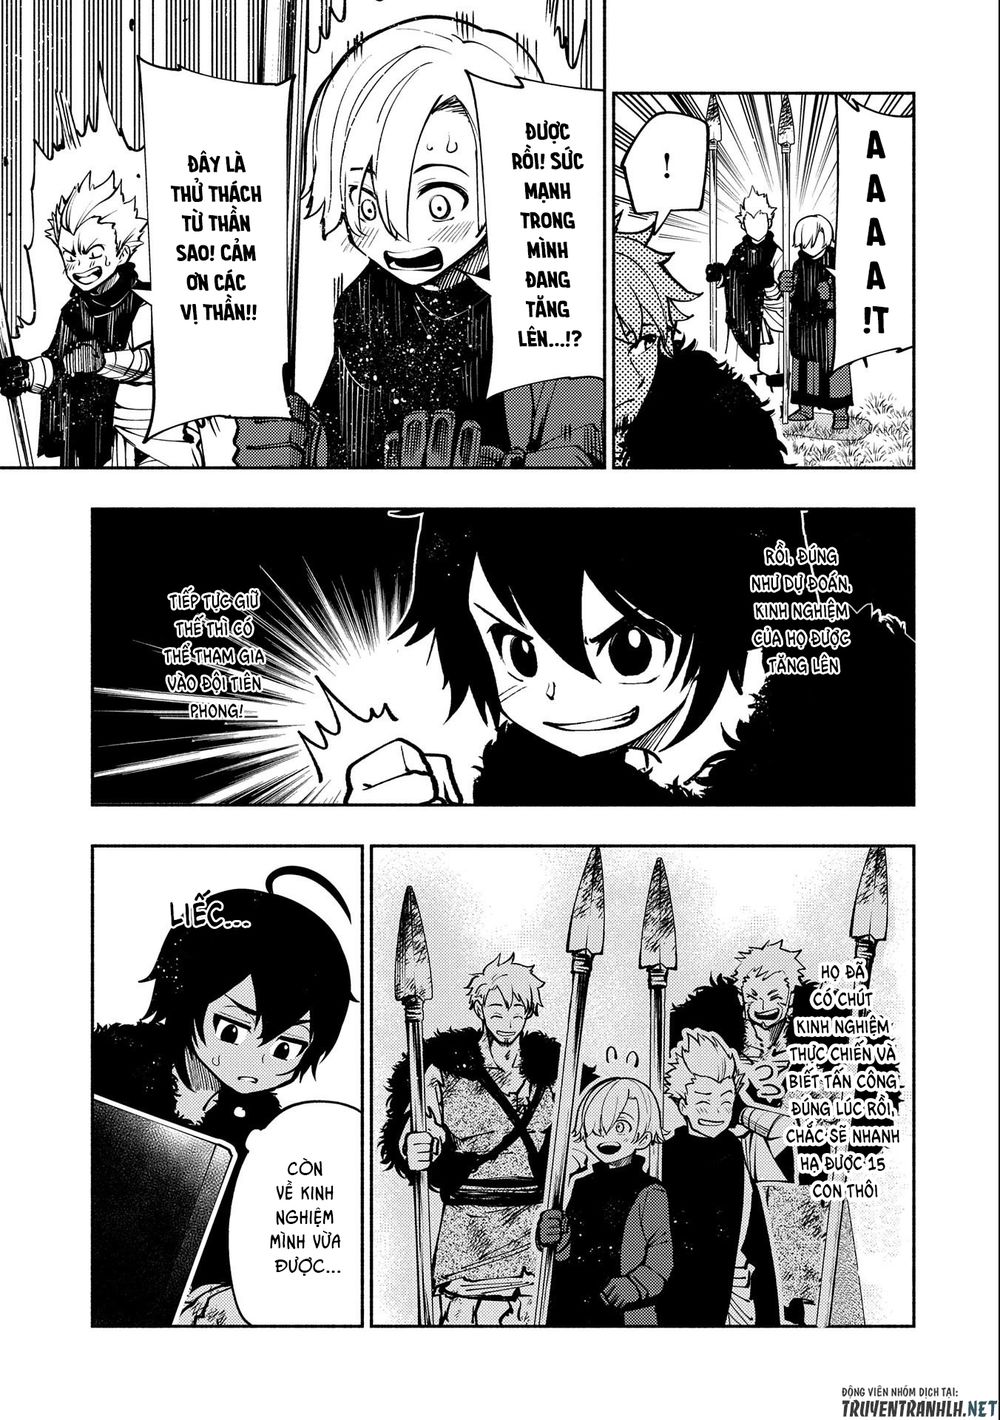 A
A
A
A
!T
!
ĐƯỢC
RỒI! SỨC
MẠNH
TRONG
MÌNH
ĐANG
TĂNG
LÊN...!?
ĐÂY LÀ
THỬ THÁCH
TỪ THẦN
SAO! CẢM
ƠN CÁC
VỊ THẦN!!
RỒI, ĐÚNG
NHƯ DỰ ĐOÁN,
KINH NGHIỆM
CỦA HỌ ĐƯỢC
TĂNG LÊN
TIẾP TỤC GIỮ
THẾ THÌ CÓ
THỂ THAM GIA
VÀO ĐỘI TIÊN
PHONG!
HỌ ĐÃ
CÓ CHÚT
KINH NGHIỆM
THỰC CHIẾN VÀ
BIẾT TẤN CÔNG
ĐÚNG LÚC RỒI,
CHẮC SẼ NHANH
HẠ ĐƯỢC 15
CON THÔI
LIẾC...
CÒN
VỀ KINH
NGHIỆM
MÌNH VỪA
ĐƯỢC...
ĐỘNG VIÊN NHÓM DỊCH TẠI:
TRUYENTRANHLH.NET